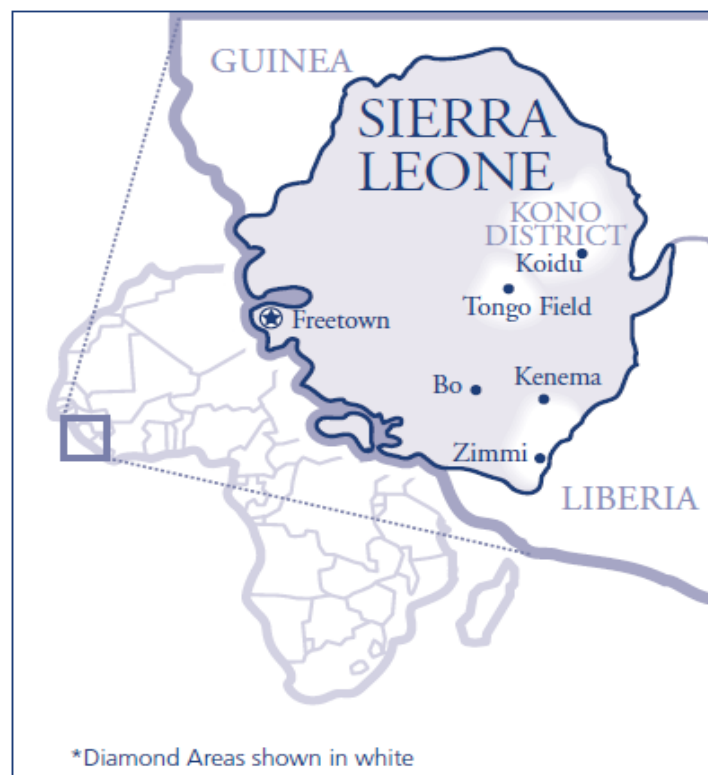 GUINEA
SIERRA
LEONE
KONO
DISTRICT
Koidu
Tongo Field
Freetown
Bo
Kenema
Zimmi
LIBERIA
*Diamond Areas shown in white